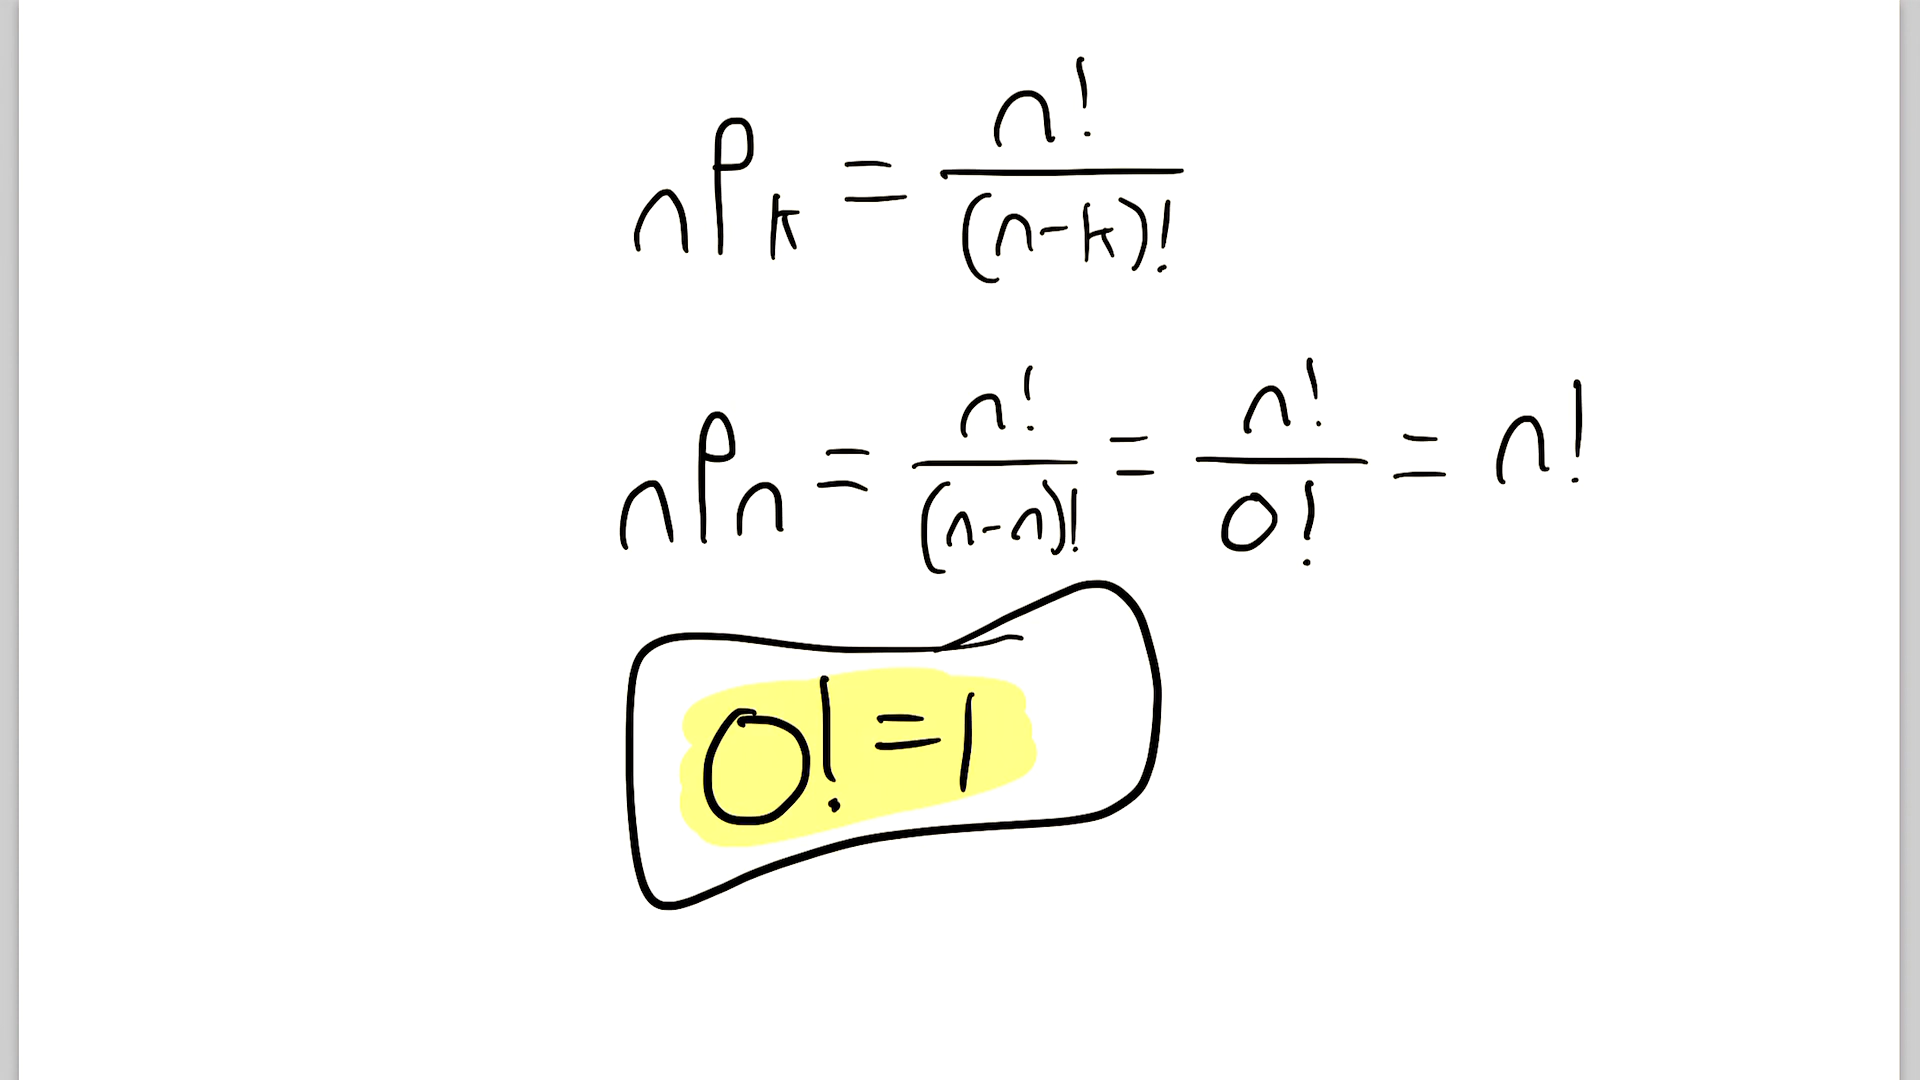 nPk = n! / (n-k)!
nPn = n! / (n-n)! = n! / 0! = n!
0! = 1